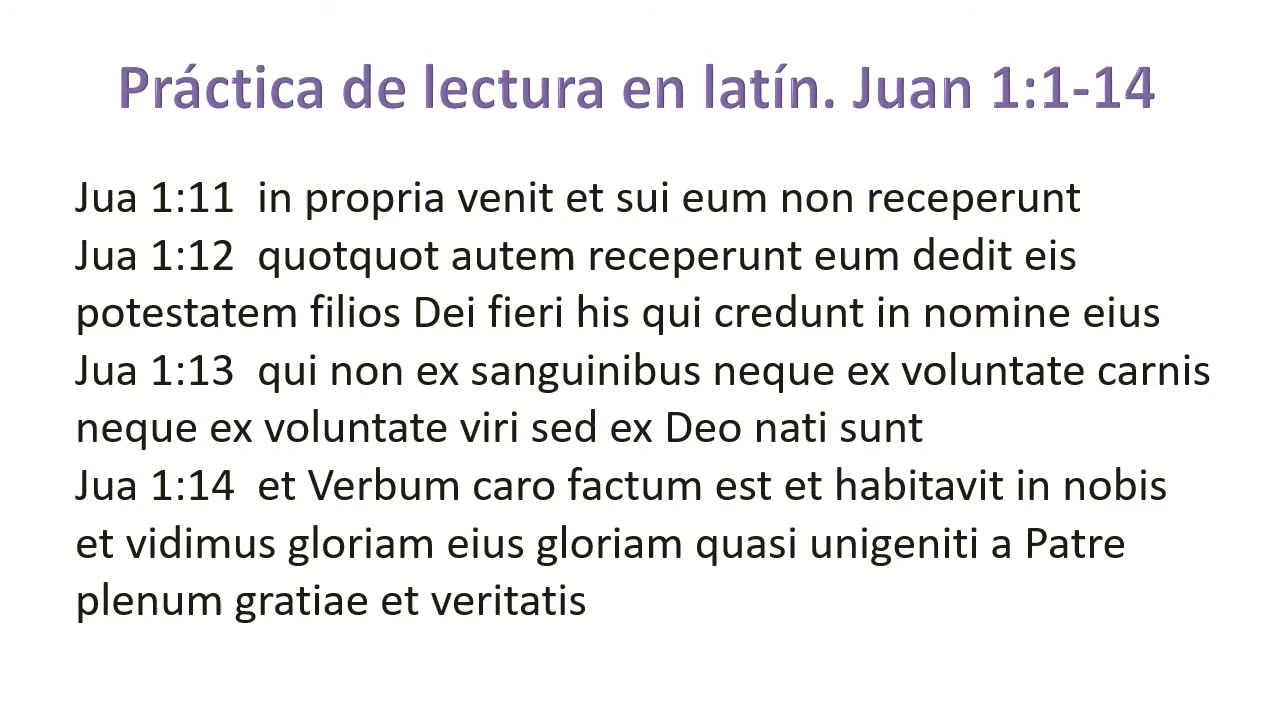 Práctica de lectura en latín. Juan 1:1-14
Jua 1:11  in propria venit et sui eum non receperunt
Jua 1:12  quotquot autem receperunt eum dedit eis
potestatem filios Dei fieri his qui credunt in nomine eius
Jua 1:13  qui non ex sanguinibus neque ex voluntate carnis
neque ex voluntate viri sed ex Deo nati sunt
Jua 1:14  et Verbum caro factum est et habitavit in nobis
et vidimus gloriam eius gloriam quasi unigeniti a Patre
plenum gratiae et veritatis